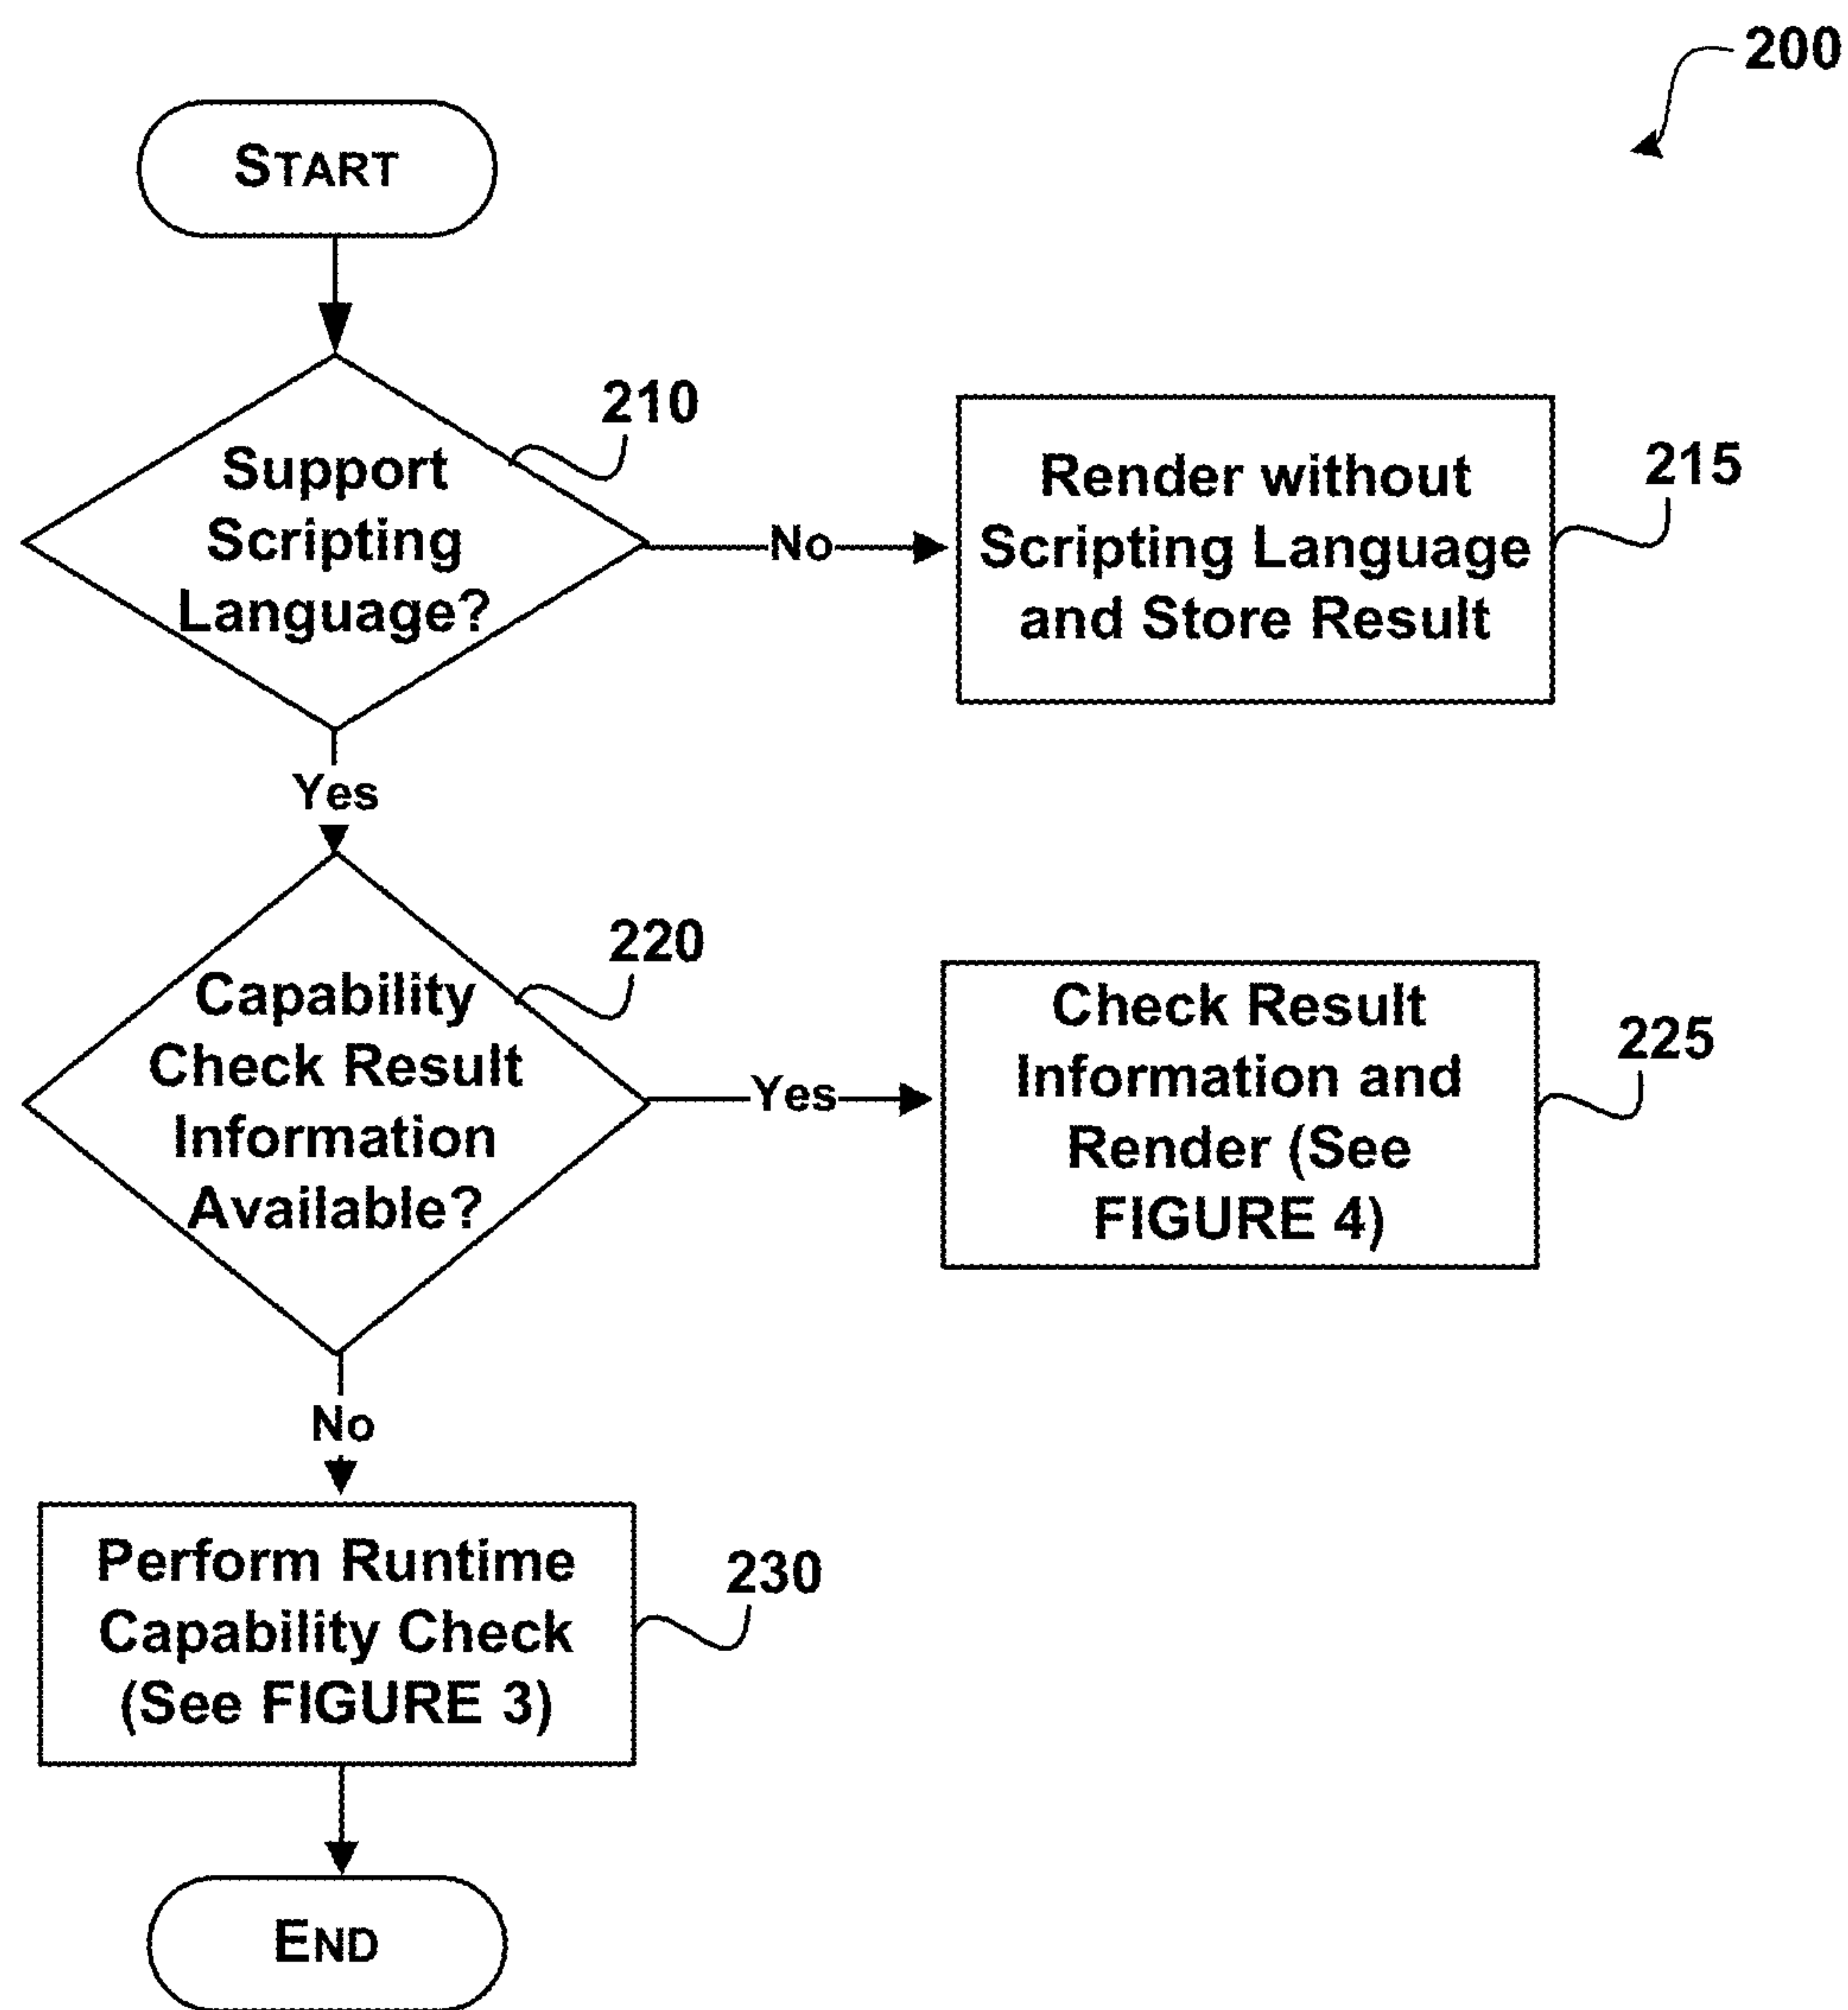 200
START
210
Support
Scripting
Language?
No
Render without
Scripting Language
and Store Result
215
Yes
220
Capability
Check Result
Information
Available?
Yes
Check Result
Information and
Render (See
FIGURE 4)
225
No
Perform Runtime
Capability Check
(See FIGURE 3)
230
END